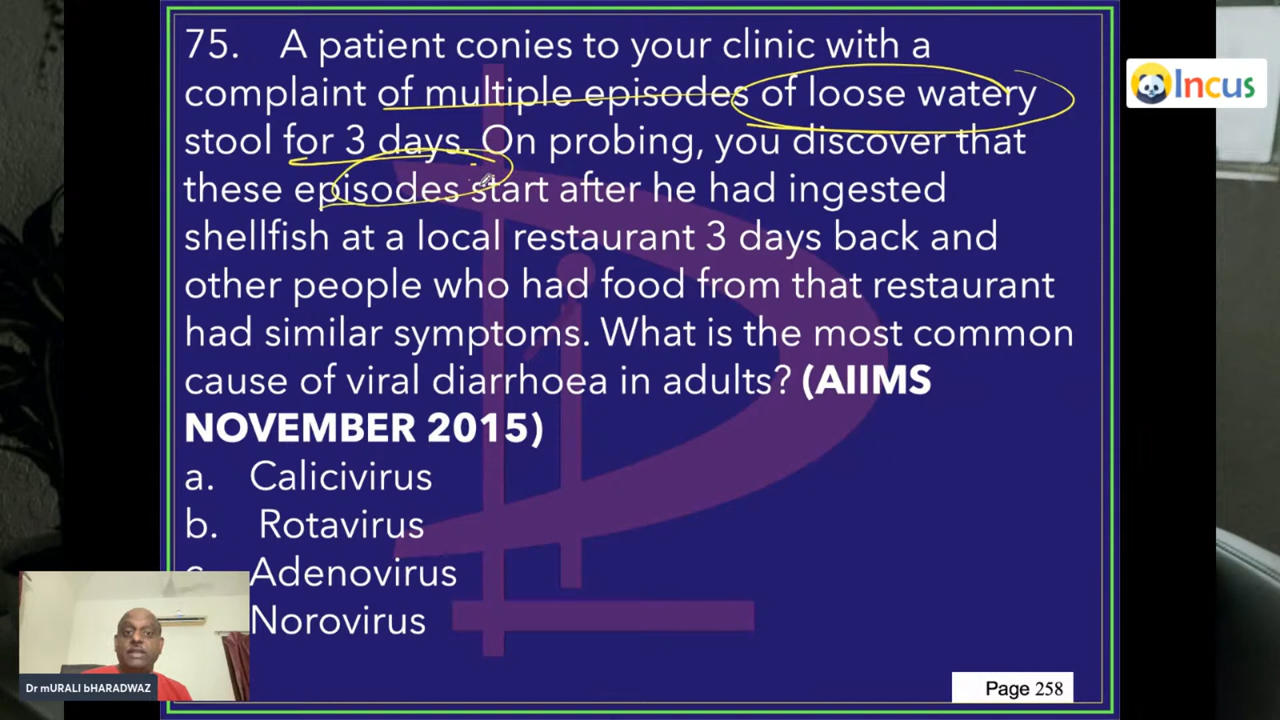 75. A patient conies to your clinic with a
complaint of multiple episodes of loose watery
stool for 3 days. On probing, you discover that
these episodes start after he had ingested
shellfish at a local restaurant 3 days back and
other people who had food from that restaurant
had similar symptoms. What is the most common
cause of viral diarrhoea in adults? (AIIMS
NOVEMBER 2015)
a. Calicivirus
b. Rotavirus
Adenovirus
Norovirus
Incus
Dr mURALI bHARADWAZ
Page 258